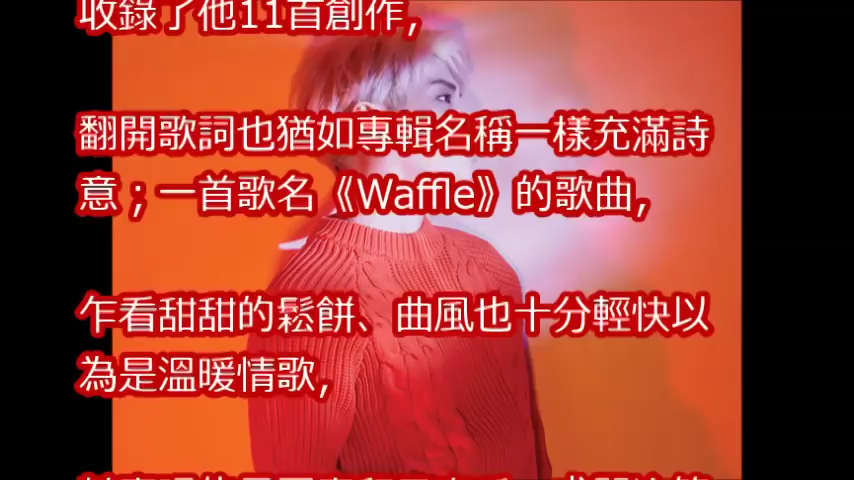 收錄了他11首創作,
翻開歌詞也猶如專輯名稱一樣充滿詩
意；一首歌名《Waffle》的歌曲,
乍看甜甜的鬆餅、曲風也十分輕快以
為是溫暖情歌,